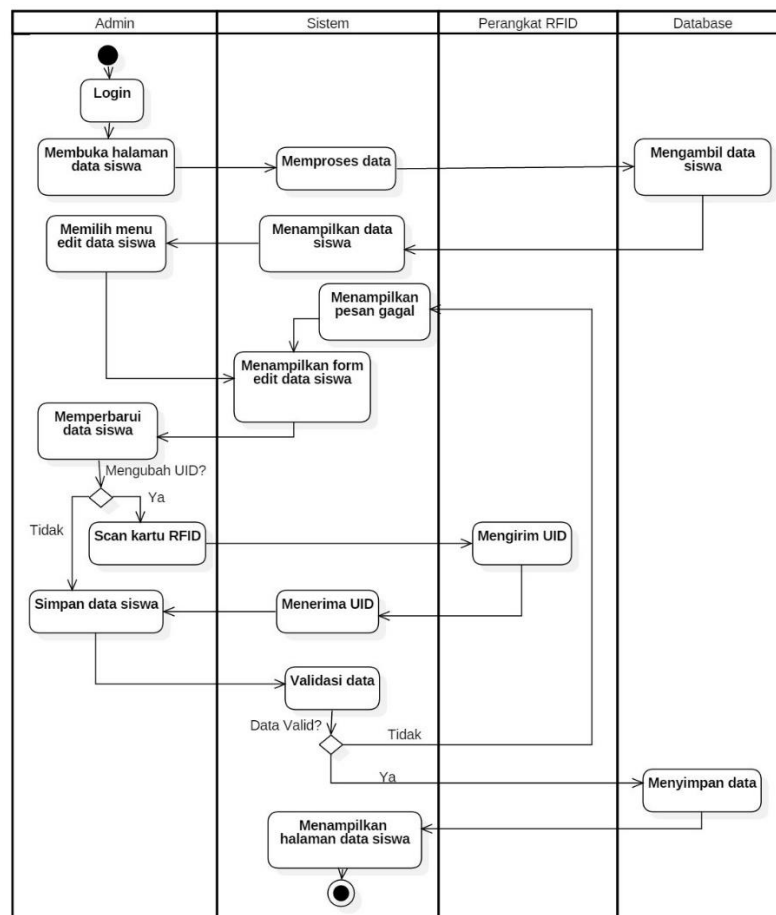 Admin
Sistem
Perangkat RFID
Database
Login
Membuka halaman
data siswa
Memproses data
Mengambil data
siswa
Memilih menu
edit data siswa
Menampilkan data
siswa
Menampilkan
pesan gagal
Menampilkan form
edit data siswa
Memperbarui
data siswa
Mengubah UID?
Ya
Tidak
Scan kartu RFID
Mengirim UID
Simpan data siswa
Menerima UID
Validasi data
Data Valid?
Tidak
Ya
Menyimpan data
Menampilkan
halaman data siswa